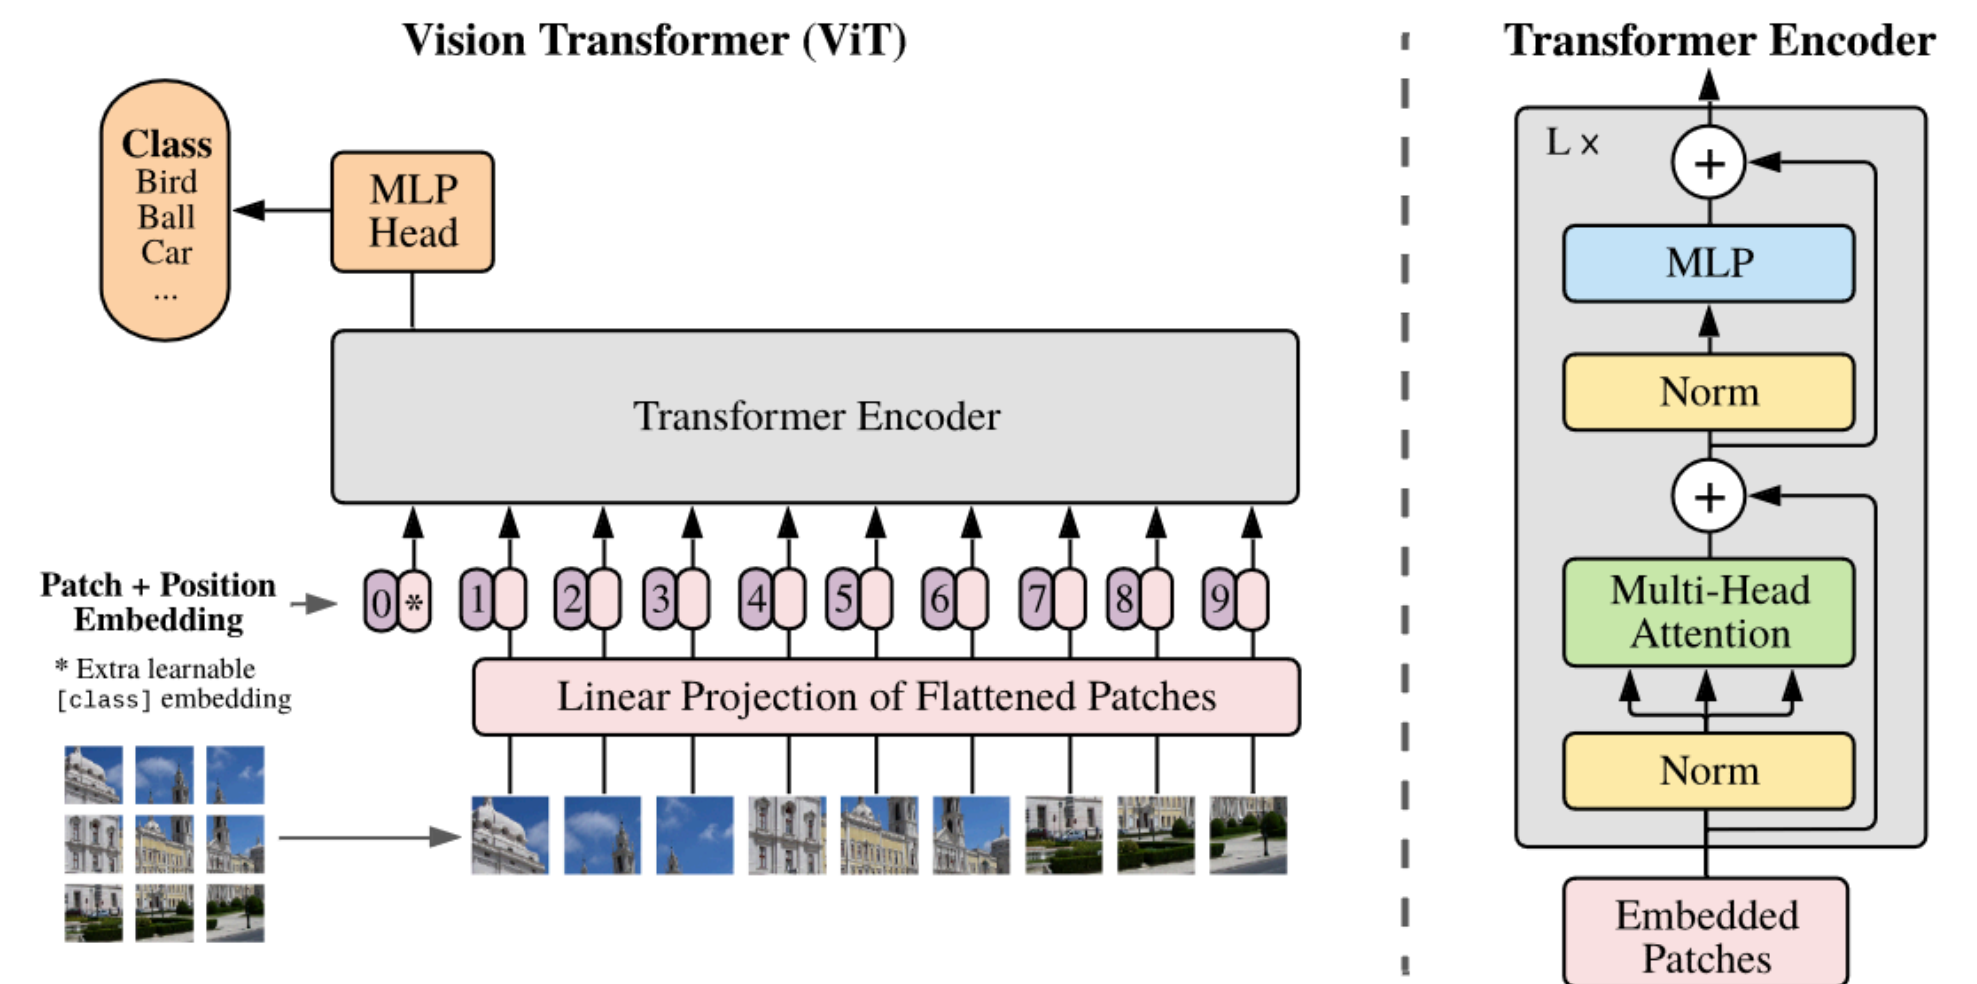 Vision Transformer (ViT)
Class
Bird
Ball
Car
...
MLP
Head
Transformer Encoder
Patch + Position
Embedding
0 * 1 2 3 4 5 6 7 8 9
* Extra learnable
[class] embedding
Linear Projection of Flattened Patches
Transformer Encoder
L ×
+
MLP
Norm
+
Multi-Head
Attention
Norm
Embedded
Patches